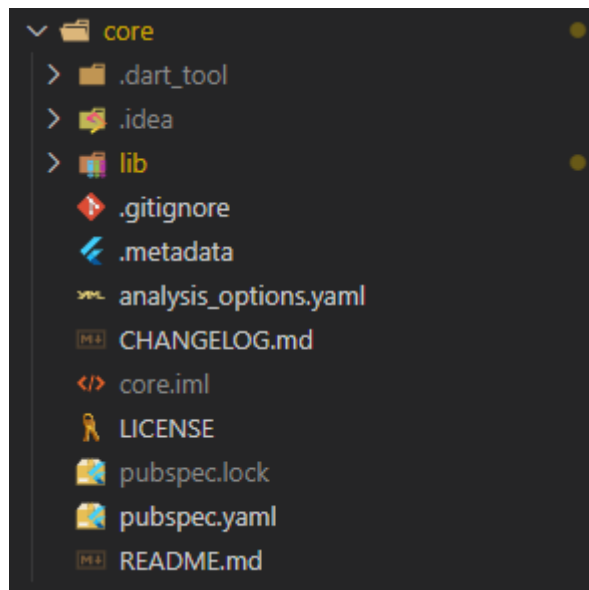 core
.dart_tool
.idea
lib
.gitignore
.metadata
YML analysis_options.yaml
M+ CHANGELOG.md
</> core.iml
LICENSE
pubspec.lock
pubspec.yaml
M+ README.md